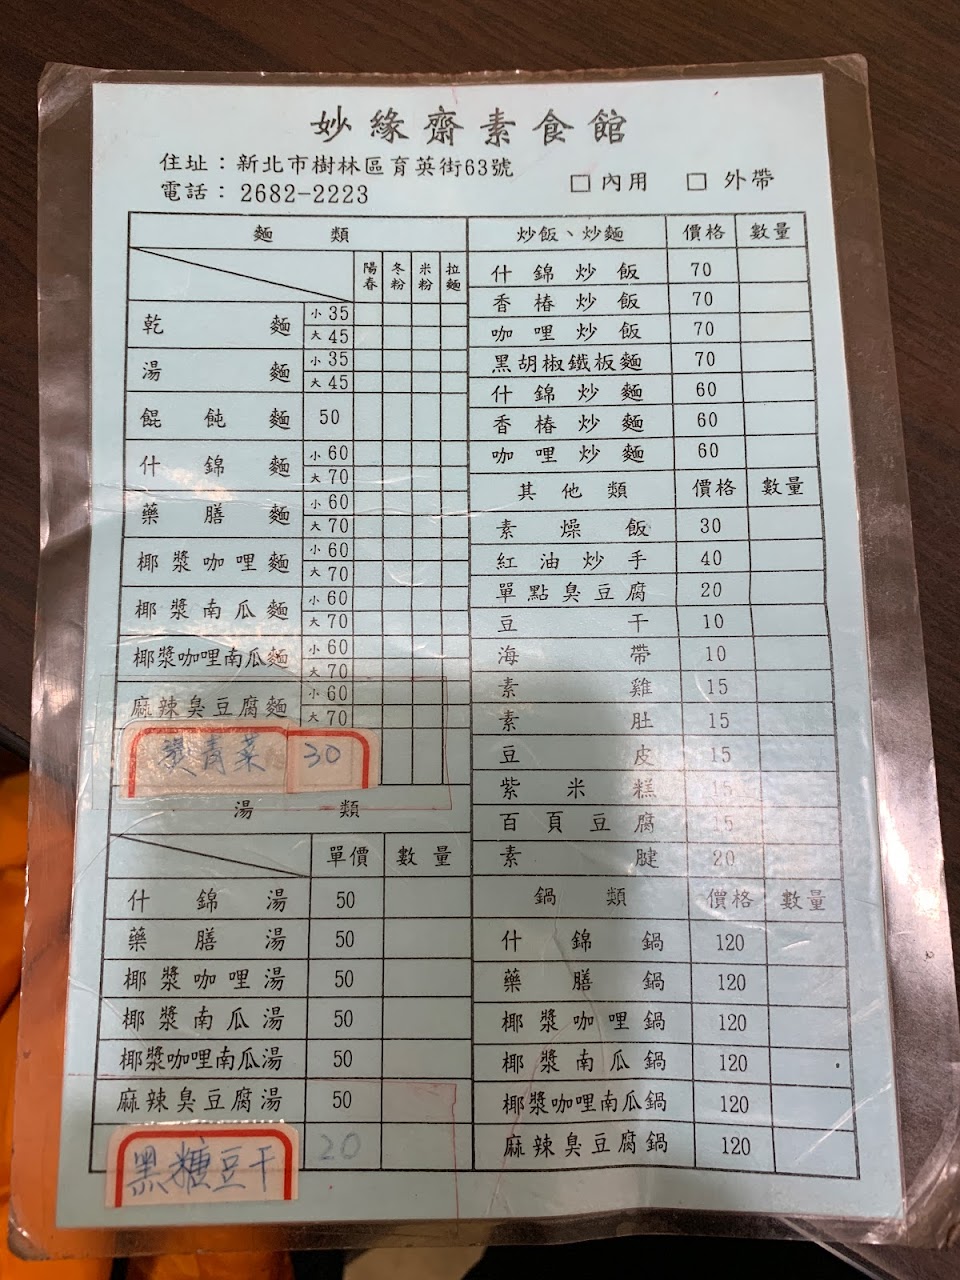 妙緣齋素食館
住址：新北市樹林區育英街63號
電話：2682-2223
□內用 □外帶
麵類
陽春 冬粉 米粉 拉麵
乾麵 小35 大45
湯麵 小35 大45
餛飩麵 50
什錦麵 小60 大70
藥膳麵 小60 大70
椰漿咖哩麵 小60 大70
椰漿南瓜麵 小60 大70
椰漿咖哩南瓜麵 小60 大70
麻辣臭豆腐麵 小60 大70
燙青菜 30
湯類
單價 數量
什錦湯 50
藥膳湯 50
椰漿咖哩湯 50
椰漿南瓜湯 50
椰漿咖哩南瓜湯 50
麻辣臭豆腐湯 50
黑糖豆干 20
炒飯、炒麵 價格 數量
什錦炒飯 70
香椿炒飯 70
咖哩炒飯 70
黑胡椒鐵板麵 70
什錦炒麵 60
香椿炒麵 60
咖哩炒麵 60
其他類 價格 數量
素燥飯 30
紅油炒手 40
單點臭豆腐 20
豆干 10
海帶 10
素雞 15
素肚 15
豆皮 15
紫米糕 15
百頁豆腐 15
素腱 20
鍋類 價格 數量
什錦鍋 120
藥膳鍋 120
椰漿咖哩鍋 120
椰漿南瓜鍋 120
椰漿咖哩南瓜鍋 120
麻辣臭豆腐鍋 120